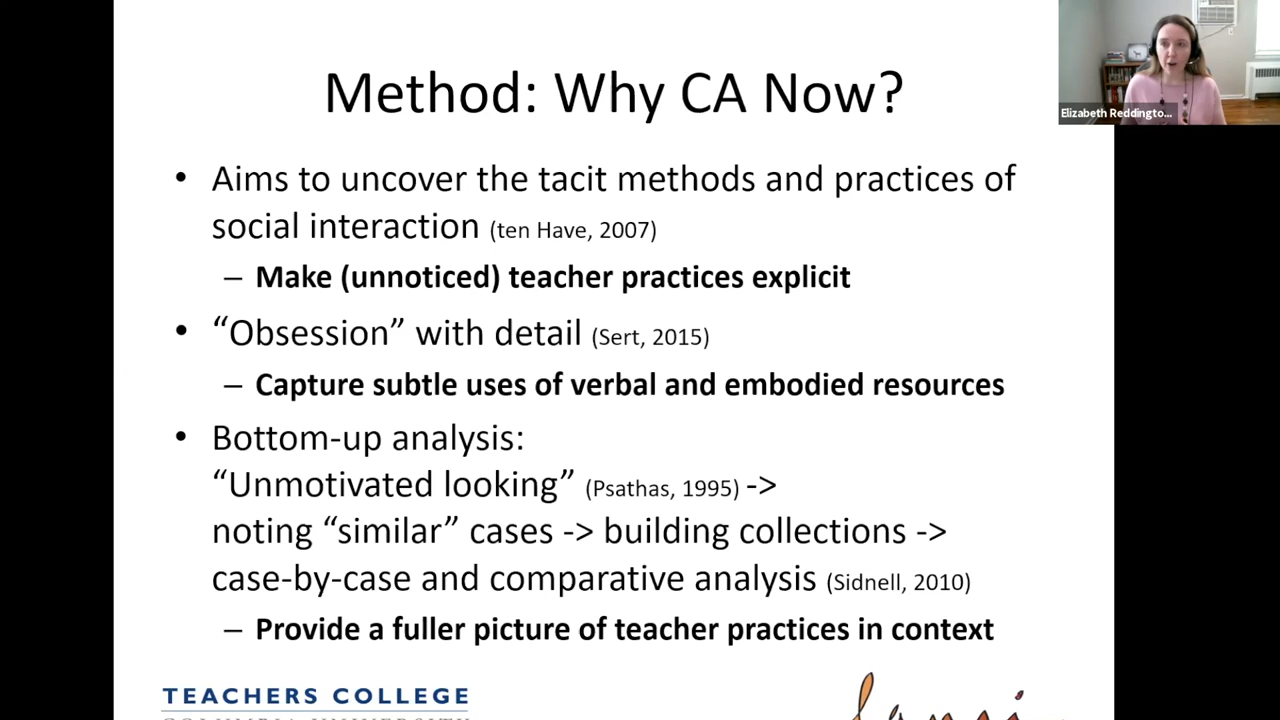 Method: Why CA Now?
Elizabeth Reddingto...
• Aims to uncover the tacit methods and practices of
social interaction (ten Have, 2007)
– Make (unnoticed) teacher practices explicit
• “Obsession” with detail (Sert, 2015)
– Capture subtle uses of verbal and embodied resources
• Bottom-up analysis:
“Unmotivated looking” (Psathas, 1995) ->
noting “similar” cases -> building collections ->
case-by-case and comparative analysis (Sidnell, 2010)
– Provide a fuller picture of teacher practices in context
TEACHERS COLLEGE